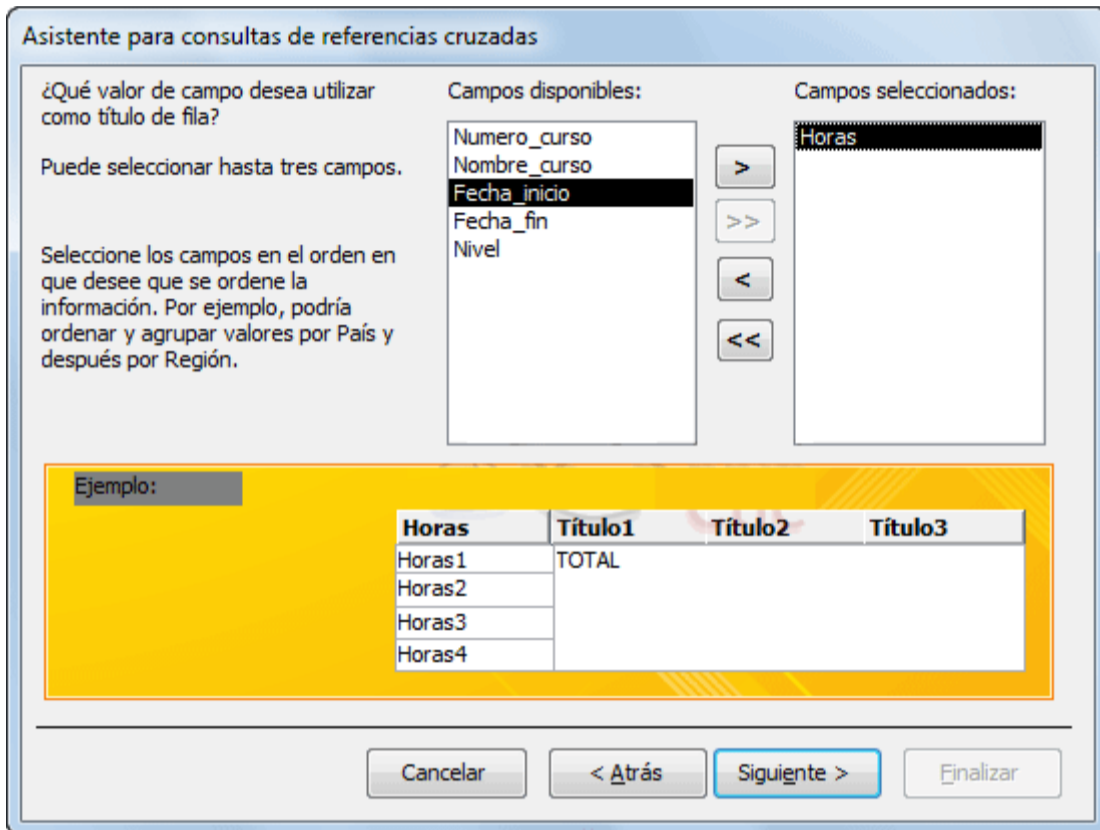 Asistente para consultas de referencias cruzadas
¿Qué valor de campo desea utilizar
como título de fila?
Puede seleccionar hasta tres campos.
Seleccione los campos en el orden en
que desee que se ordene la
información. Por ejemplo, podría
ordenar y agrupar valores por País y
después por Región.
Campos disponibles:
Numero_curso
Nombre_curso
Fecha_inicio
Fecha_fin
Nivel
>
>>
<
<<
Campos seleccionados:
Horas
Ejemplo:
Horas Título1 Título2 Título3
Horas1 TOTAL
Horas2
Horas3
Horas4
Cancelar < Atrás Siguiente > Finalizar